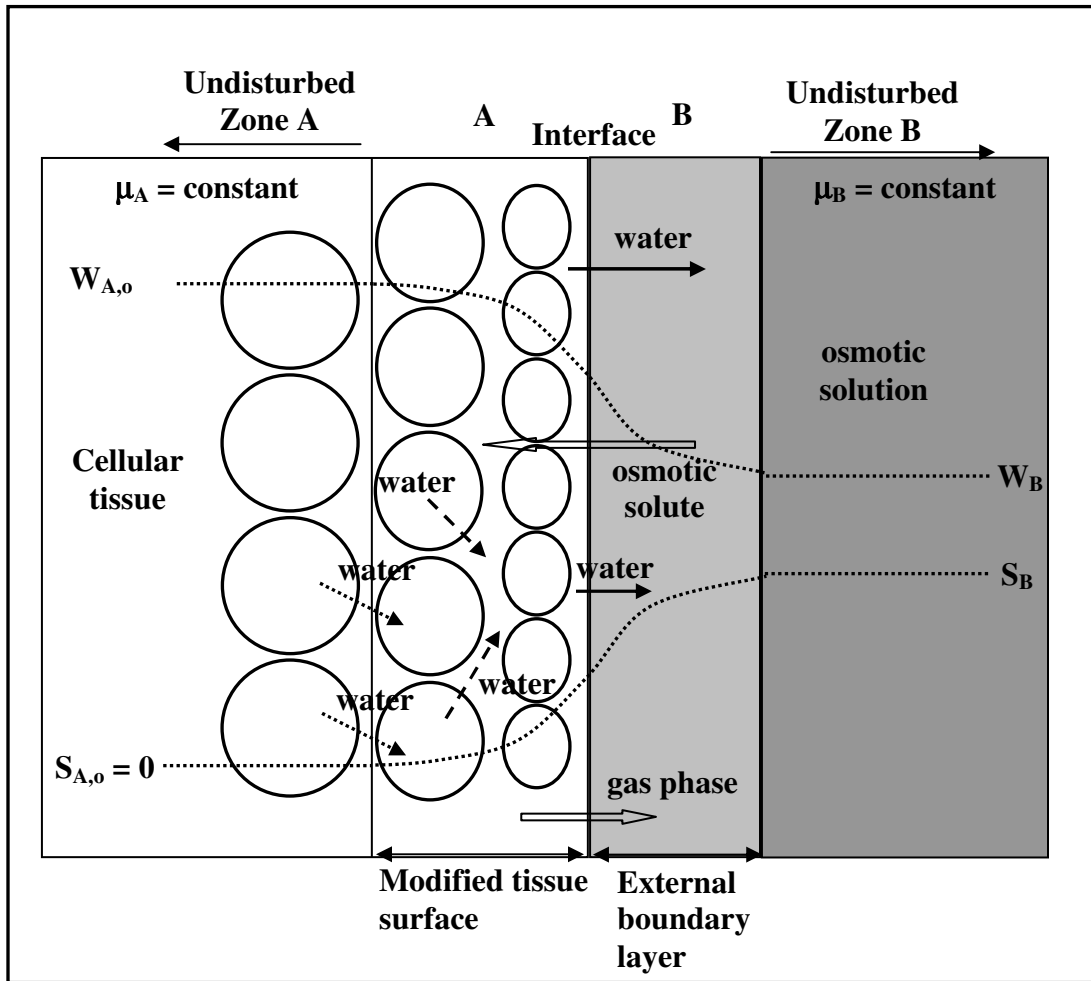 Undisturbed
Zone A
A
Interface
B
Undisturbed
Zone B
μA = constant
μB = constant
water
WA,o
osmotic
solution
Cellular
tissue
water
osmotic
solute
WB
water
water
SB
water
water
SA,o = 0
gas phase
Modified tissue
surface
External
boundary
layer